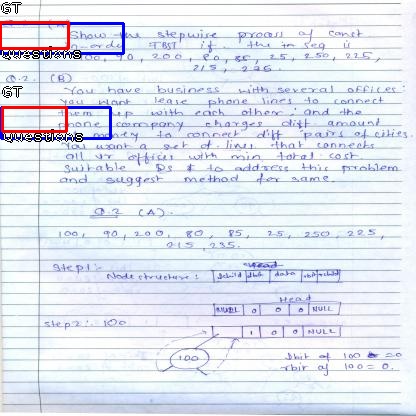 GT
Show the stepwise process of const
n-order TBST if the in seq is
100, 90, 200, 80, 85, 25, 250, 225,
Questions
215, 235.
Q.2. (B)
GT
You have business with several offices:
You want lease phone lines to connect
them up with each other, and the
phone company charges diff amount
money to connect diff pairs of cities.
Questions
You want a set of lines that connects
all yr offices with min total cost.
suitable Ds $ to address this problem
and suggest method for same.
Q.2 (A).
100, 90, 200, 80, 85, 25, 250, 225,
215, 235.
Step1:-
Head
Node structure: lchild lbit data rbit rchild
Head
NULL 0 0 0 NULL
step2:- 100
1 0 0 NULL
100
lbit of 100 = 0
rbit of 100 = 0.